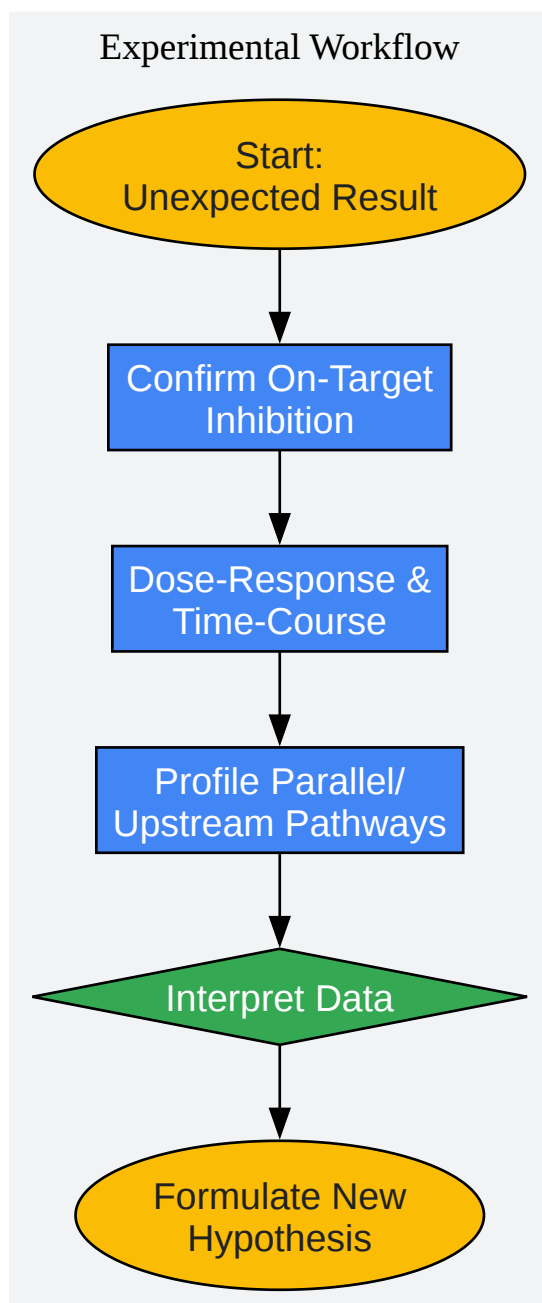 Experimental Workflow
Start:
Unexpected Result
Confirm On-Target
Inhibition
Dose-Response &
Time-Course
Profile Parallel/
Upstream Pathways
Interpret Data
Formulate New
Hypothesis